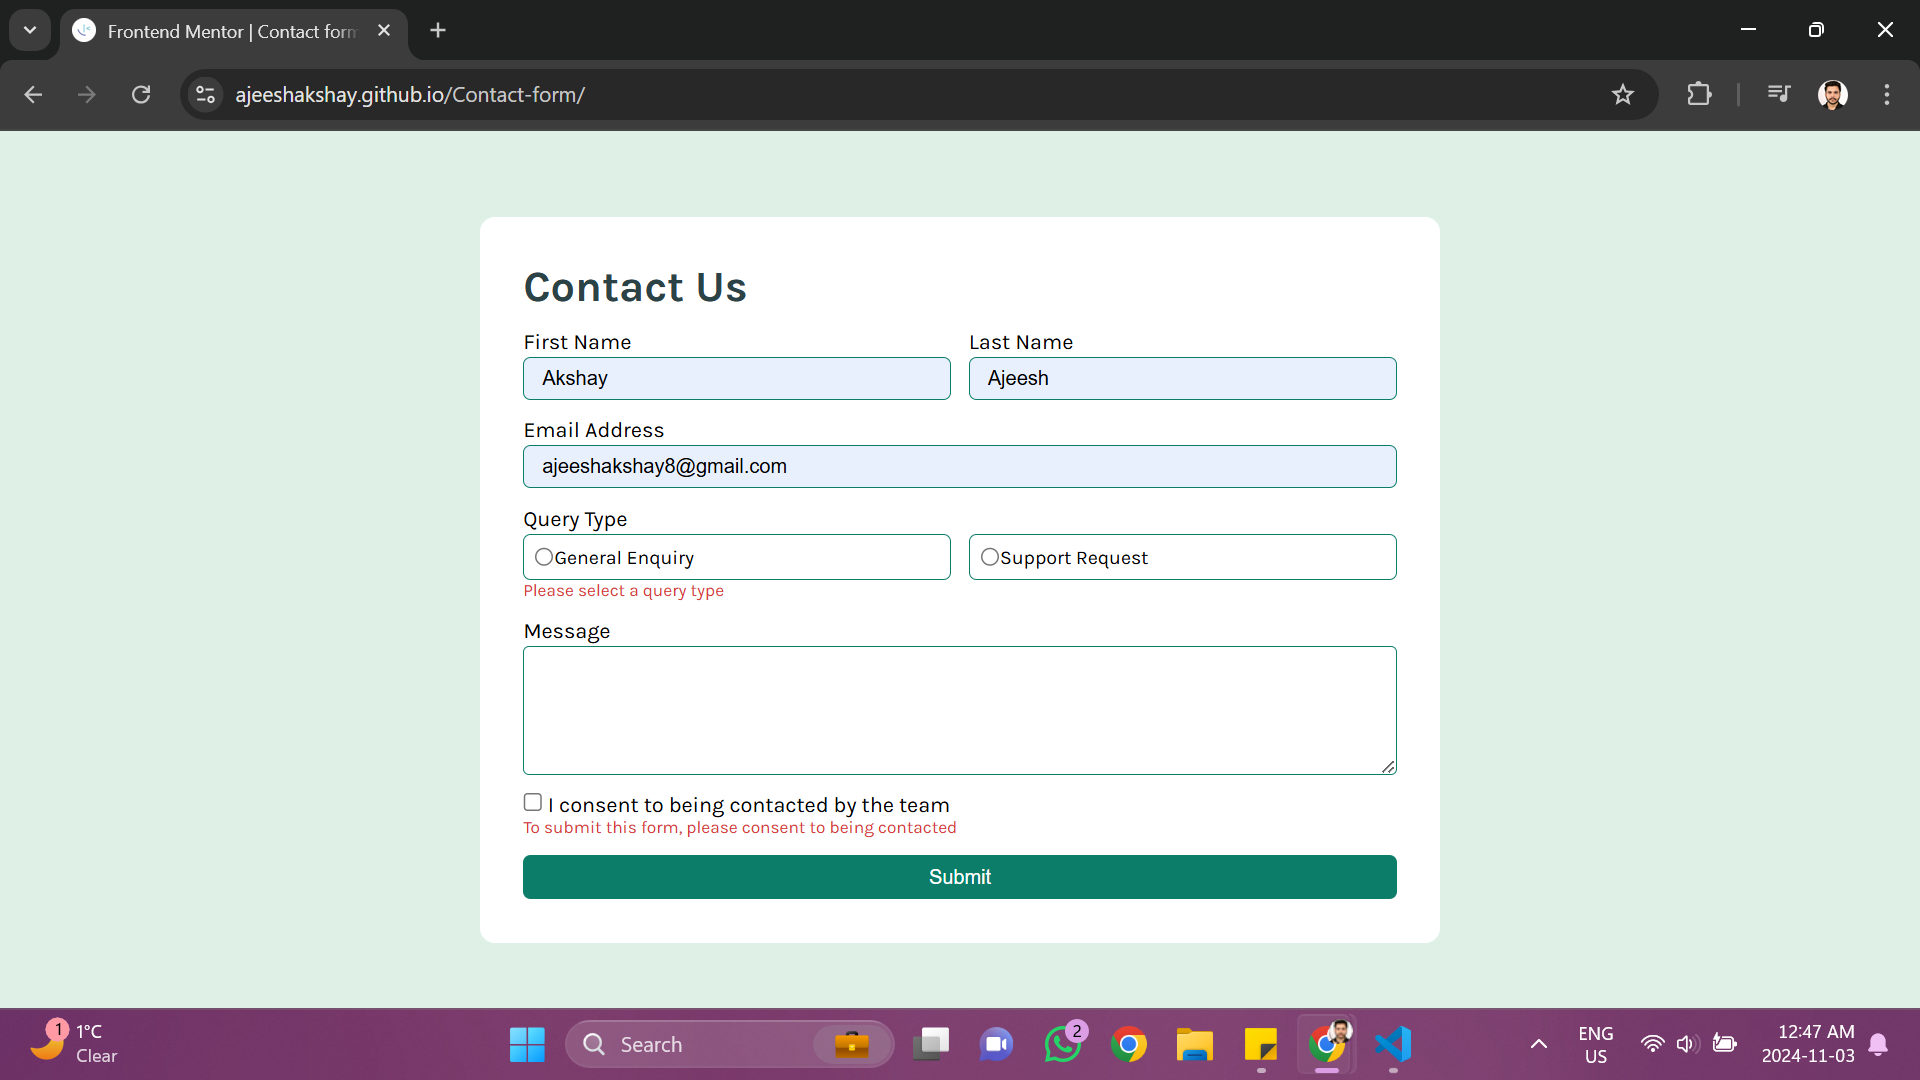 Frontend Mentor | Contact form
ajeeshakshay.github.io/Contact-form/
Contact Us
First Name
Last Name
Akshay
Ajeesh
Email Address
ajeeshakshay8@gmail.com
Query Type
General Enquiry
Support Request
Please select a query type
Message
I consent to being contacted by the team
To submit this form, please consent to being contacted
Submit
1
1°C
Clear
Search
2
ENG
US
12:47 AM
2024-11-03